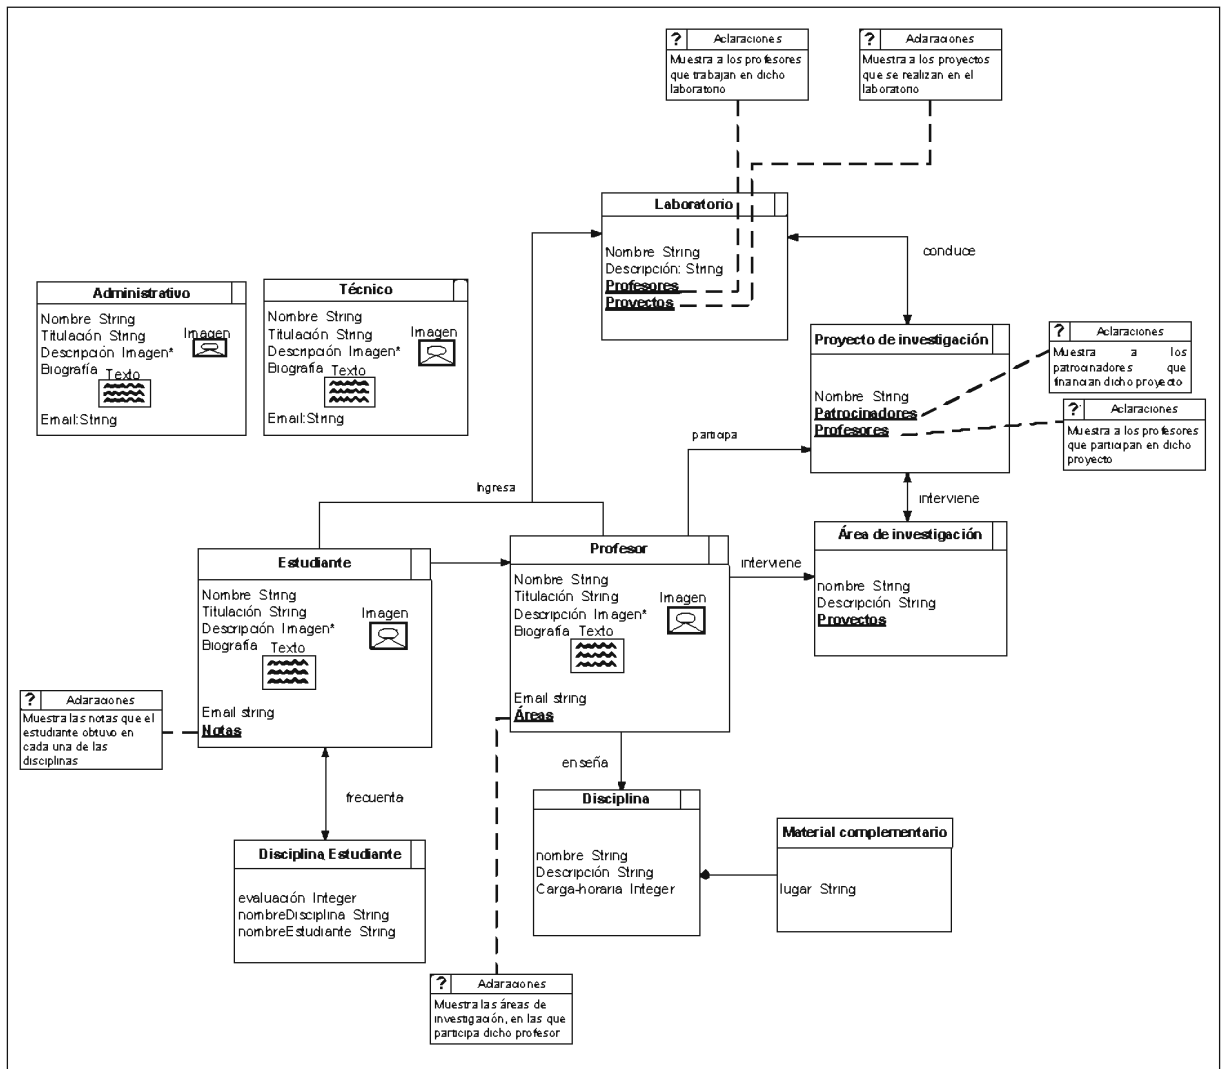 ? Aclaraciones
Muestra a los profesores
que trabajan en dicho
laboratorio
? Aclaraciones
Muestra a los proyectos
que se realizan en el
laboratorio
Laboratorio
Nombre String
Descripción: String
Profesores
Proyectos
conduce
Administrativo
Nombre String
Titulación String
Descripción Imagen*
Imagen
Biografía Texto
Email:String
Técnico
Nombre String
Titulación String
Descripción Imagen*
Imagen
Biografía Texto
Email:String
Proyecto de investigación
Nombre String
Patrocinadores
Profesores
? Aclaraciones
Muestra a los
patrocinadores que
financian dicho proyecto
? Aclaraciones
Muestra a los profesores
que participan en dicho
proyecto
participa
Ingresa
interviene
Estudiante
Nombre String
Titulación String
Descripción Imagen*
Imagen
Biografía Texto
Email string
Notas
Profesor
Nombre String
Titulación String
Descripción Imagen*
Imagen
Biografía Texto
Email string
Áreas
interviene
Área de investigación
nombre String
Descripción String
Proyectos
? Aclaraciones
Muestra las notas que el
estudiante obtuvo en
cada una de las
disciplinas
frecuenta
enseña
Disciplina
nombre String
Descripción String
Carga-horaria Integer
Material complementario
lugar String
Disciplina, Estudiante
evaluación Integer
nombreDisciplina String
nombreEstudiante String
? Aclaraciones
Muestra las áreas de
investigación, en las que
participa dicho profesor